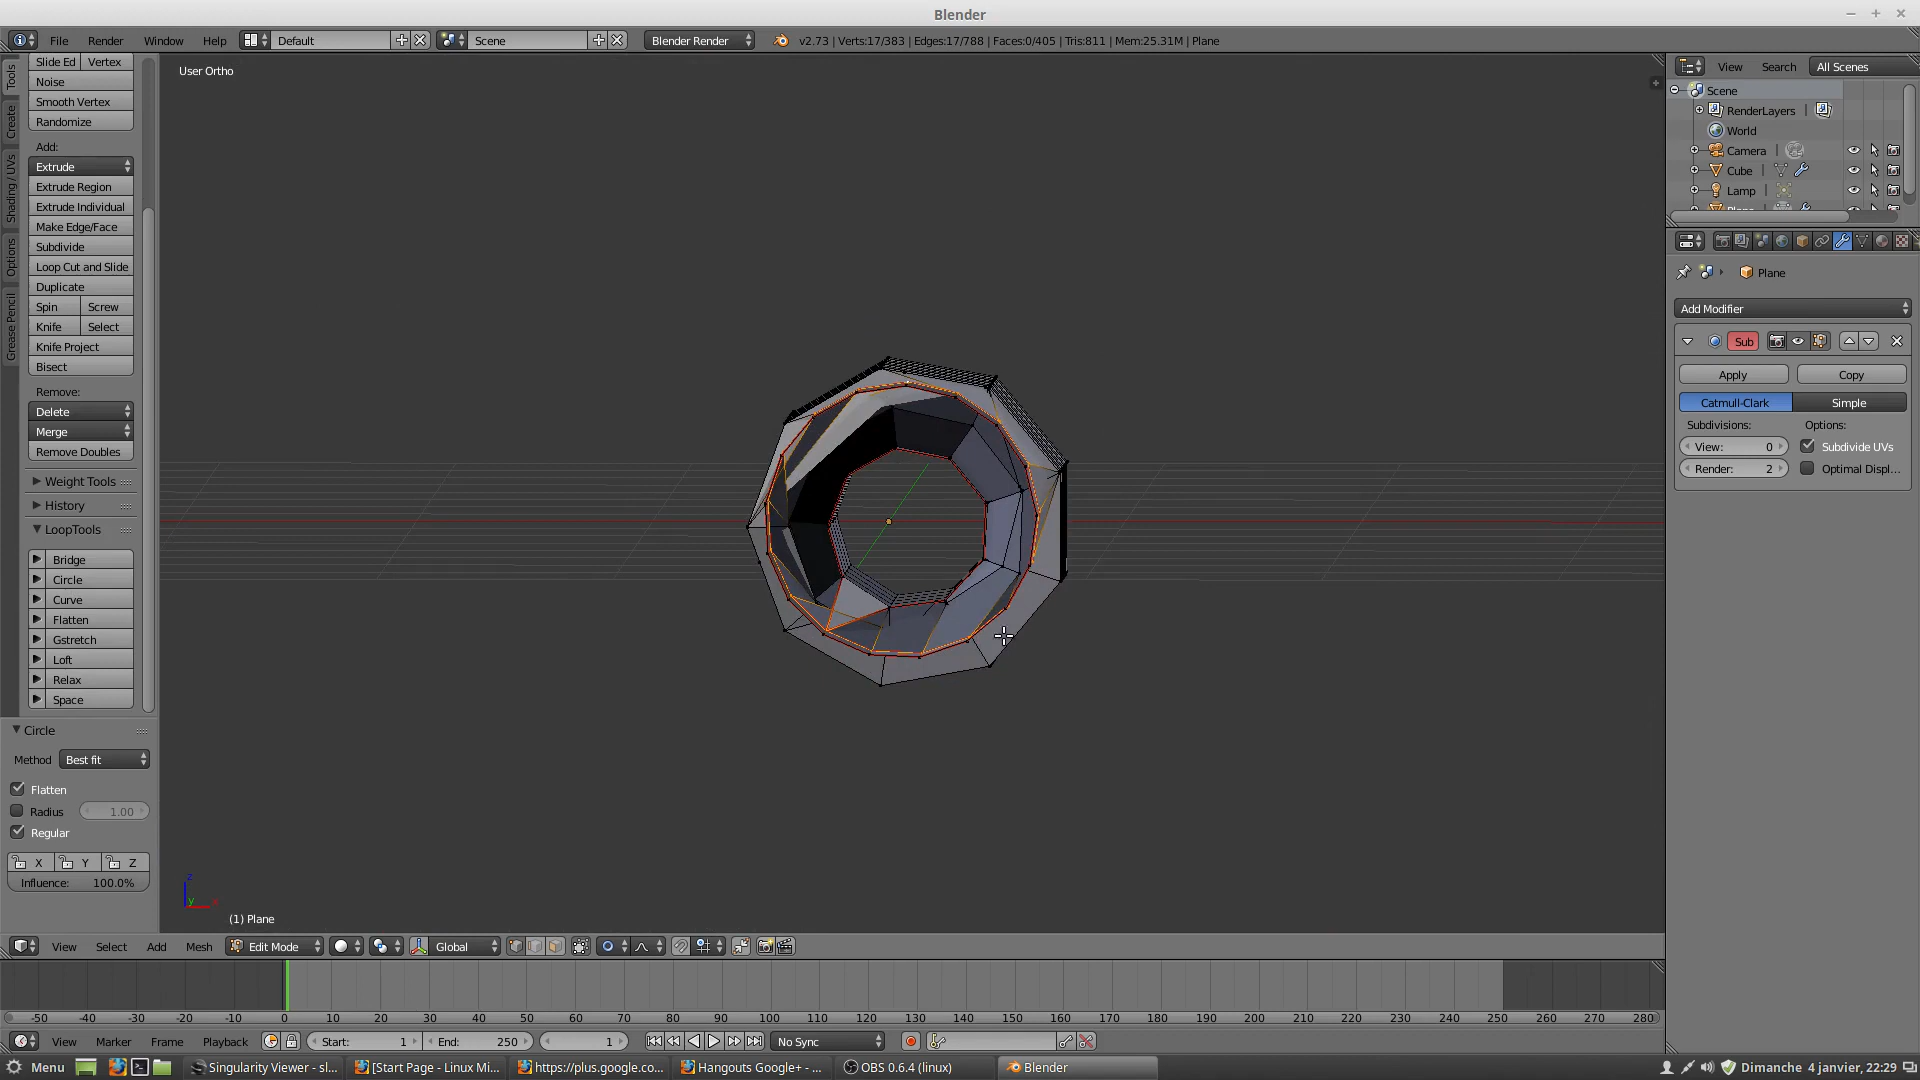 Blender
File Render Window Help Default Scene Blender Render v2.73 | Verts:17/383 | Edges:17/788 | Faces:0/405 | Tris:811 | Mem:25.31M | Plane
Tools
Create
Shading / UVs
Options
Grease Pencil
Slide Ed Vertex
Noise
Smooth Vertex
Randomize
Add:
Extrude
Extrude Region
Extrude Individual
Make Edge/Face
Subdivide
Loop Cut and Slide
Duplicate
Spin Screw
Knife Select
Knife Project
Bisect
Remove:
Delete
Merge
Remove Doubles
Weight Tools
History
LoopTools
Bridge
Circle
Curve
Flatten
Gstretch
Loft
Relax
Space
Circle
Method Best fit
Flatten
Radius 1.00
Regular
X Y Z
Influence: 100.0%
User Ortho
z
y x
(1) Plane
View Search All Scenes
Scene
RenderLayers |
World
Camera |
Cube |
Lamp |
Plane
Add Modifier
Sub
Apply Copy
Catmull-Clark Simple
Subdivisions: Options:
View: 0 Subdivide UVs
Render: 2 Optimal Displ...
View Select Add Mesh Edit Mode Global
-50 -40 -30 -20 -10 0 10 20 30 40 50 60 70 80 90 100 110 120 130 140 150 160 170 180 190 200 210 220 230 240 250 260 270 280
View Marker Frame Playback Start: 1 End: 250 1 No Sync
Menu Singularity Viewer - sl... [Start Page - Linux Mi... https://plus.google.co... Hangouts Google+ - ... OBS 0.6.4 (linux) Blender Dimanche 4 janvier, 22:29